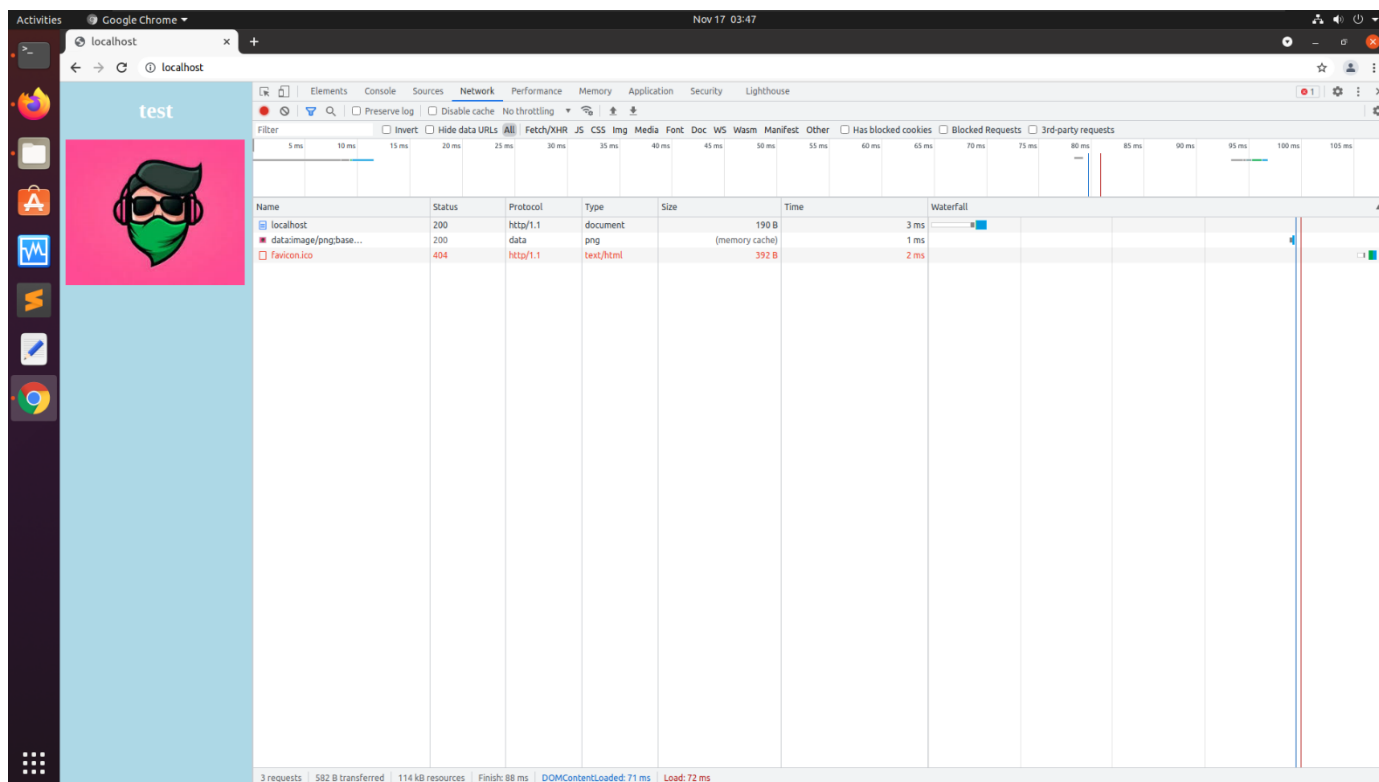 Activities Google Chrome Nov 17 03:47
localhost
localhost
test
Elements Console Sources Network Performance Memory Application Security Lighthouse 1
Preserve log Disable cache No throttling
Filter Invert Hide data URLs All Fetch/XHR JS CSS Img Media Font Doc WS Wasm Manifest Other Has blocked cookies Blocked Requests 3rd-party requests
5 ms 10 ms 15 ms 20 ms 25 ms 30 ms 35 ms 40 ms 45 ms 50 ms 55 ms 60 ms 65 ms 70 ms 75 ms 80 ms 85 ms 90 ms 95 ms 100 ms 105 ms
Name Status Protocol Type Size Time Waterfall
localhost 200 http/1.1 document 190 B 3 ms
data:image/png;base... 200 data png (memory cache) 1 ms
favicon.ico 404 http/1.1 text/html 392 B 2 ms
3 requests 582 B transferred 114 kB resources Finish: 88 ms DOMContentLoaded: 71 ms Load: 72 ms